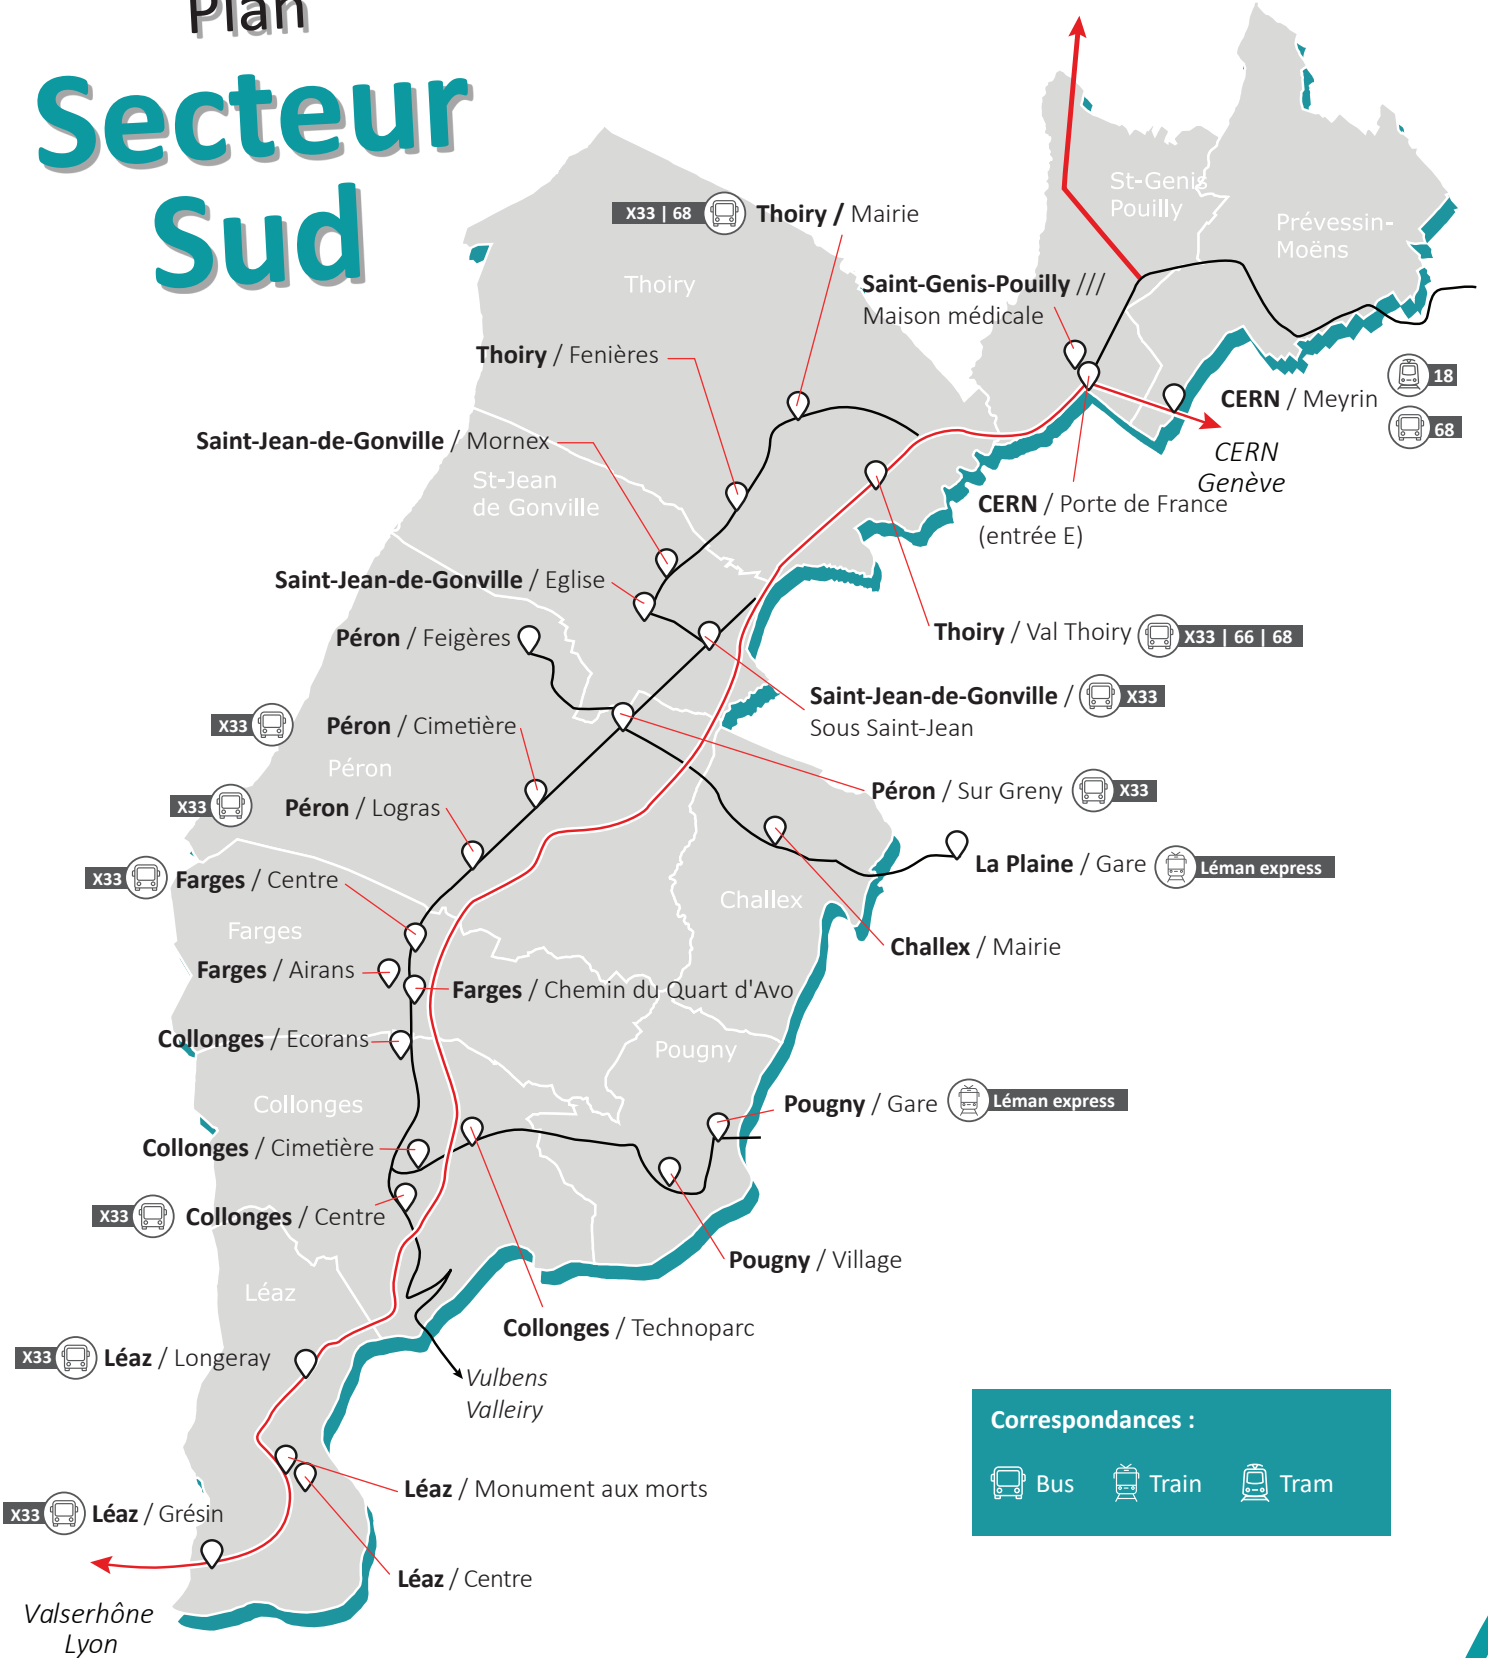 Plan
Secteur
Sud
St-Genis
Pouilly
Prévessin-
Moëns
X33 | 68
Thoiry / Mairie
Thoiry
Saint-Genis-Pouilly ///
Maison médicale
Thoiry / Fenières
18
CERN / Meyrin
68
CERN
Genève
Saint-Jean-de-Gonville / Mornex
St-Jean
de Gonville
CERN / Porte de France
(entrée E)
Saint-Jean-de-Gonville / Eglise
Péron / Feigères
Thoiry / Val Thoiry
X33 | 66 | 68
Saint-Jean-de-Gonville /
X33
Sous Saint-Jean
X33
Péron / Cimetière
Péron
Péron / Sur Greny
X33
X33
Péron / Logras
La Plaine / Gare
Léman express
X33
Farges / Centre
Challex
Farges
Challex / Mairie
Farges / Airans
Farges / Chemin du Quart d'Avo
Collonges / Ecorans
Pougny
Collonges
Pougny / Gare
Léman express
Collonges / Cimetière
X33
Collonges / Centre
Pougny / Village
Léaz
Collonges / Technoparc
X33
Léaz / Longeray
Vulbens
Valleiry
Correspondances :
Bus
Train
Tram
Léaz / Monument aux morts
X33
Léaz / Grésin
Léaz / Centre
Valserhône
Lyon